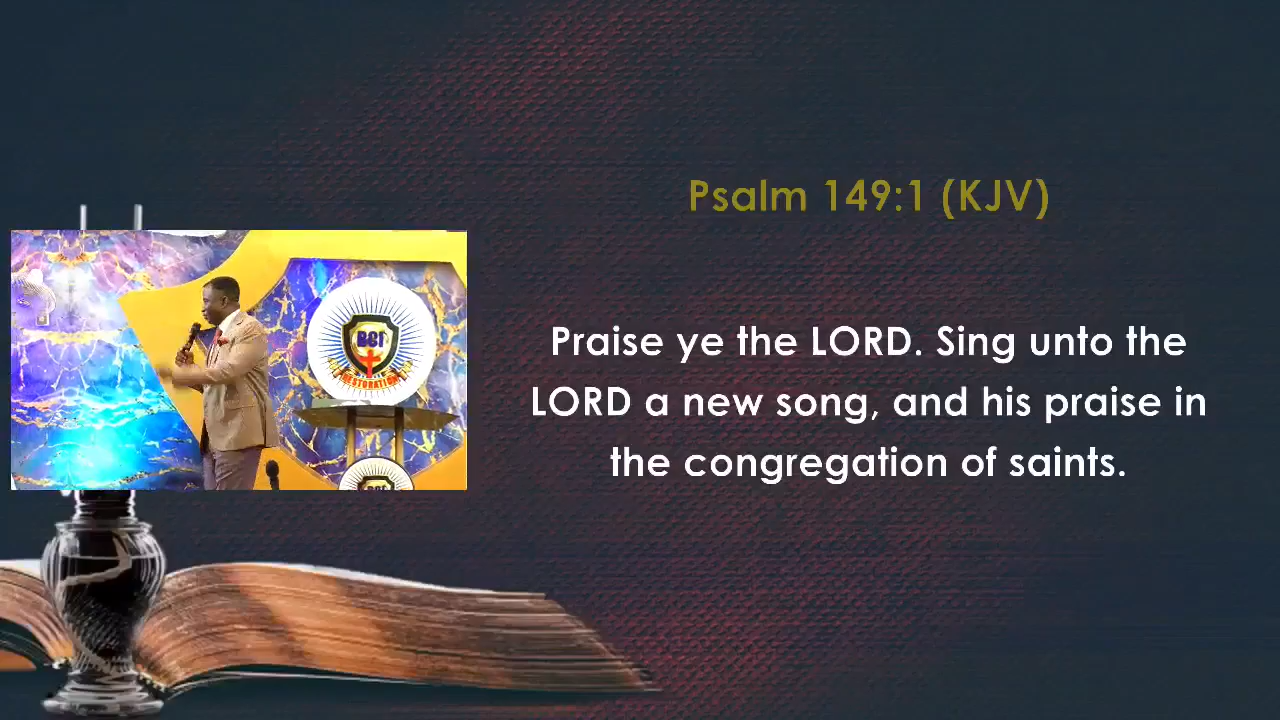 Psalm 149:1 (KJV)
Praise ye the LORD. Sing unto the
LORD a new song, and his praise in
the congregation of saints.
RESTORATION